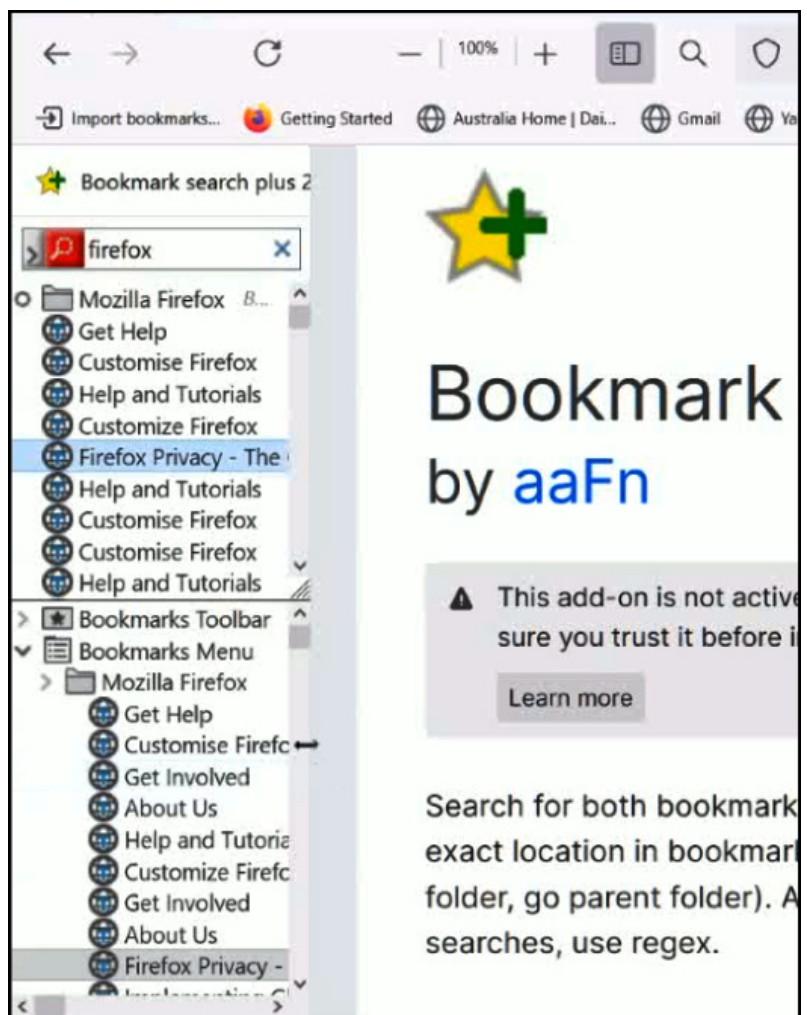 100%
Import bookmarks... Getting Started Australia Home | Dai... Gmail Ya
Bookmark search plus 2
firefox
Mozilla Firefox B...
Get Help
Customise Firefox
Help and Tutorials
Customize Firefox
Firefox Privacy - The
Help and Tutorials
Customise Firefox
Customise Firefox
Help and Tutorials
Bookmarks Toolbar
Bookmarks Menu
Mozilla Firefox
Get Help
Customise Firefo
Get Involved
About Us
Help and Tutoria
Customize Firefo
Get Involved
About Us
Firefox Privacy -
Bookmark
by aaFn
This add-on is not active
sure you trust it before i
Learn more
Search for both bookmark
exact location in bookmar
folder, go parent folder). A
searches, use regex.